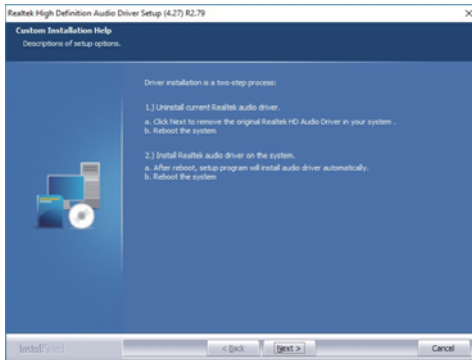 Realtek High Definition Audio Driver Setup (4.27) R2.79
Custom Installation Help
Descriptions of setup options.
Driver installation is a two-step process:
1.) Uninstall current Realtek audio driver.
a. Click Next to remove the original Realtek HD Audio Driver in your system .
b. Reboot the system
2.) Install Realtek audio driver on the system.
a. After reboot, setup program will install audio driver automatically.
b. Reboot the system
InstallShield
< Back
Next >
Cancel